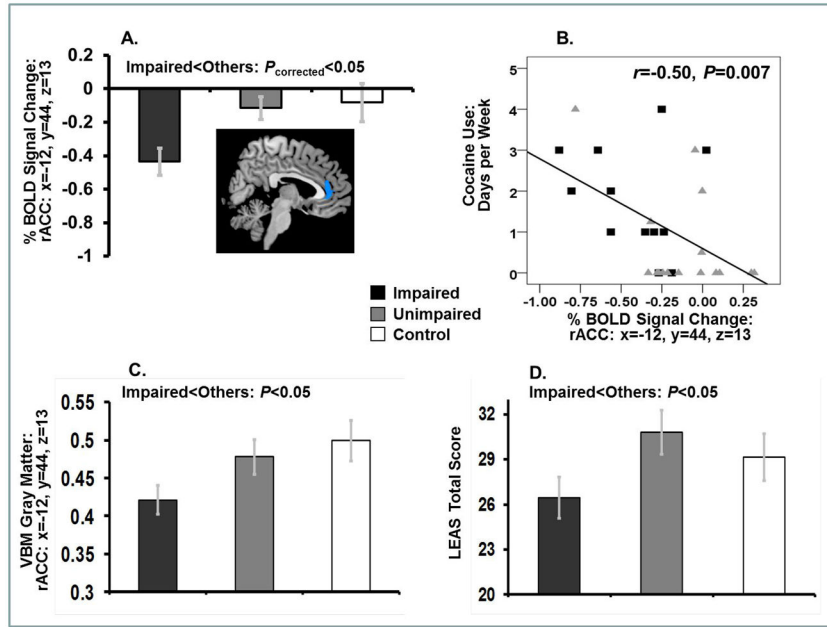 A.
Impaired<Others: Pcorrected<0.05
0.2
0
-0.2
-0.4
-0.6
-0.8
-1
% BOLD Signal Change:
rACC: x=-12, y=44, z=13
B.
r=-0.50, P=0.007
5
4
3
2
1
0
Cocaine Use:
Days per Week
-1.00 -0.75 -0.50 -0.25 0.00 0.25
% BOLD Signal Change:
rACC: x=-12, y=44, z=13
Impaired
Unimpaired
Control
C.
Impaired<Others: P<0.05
0.55
0.5
0.45
0.4
0.35
0.3
VBM Gray Matter:
rACC: x=-12, y=44, z=13
D.
Impaired<Others: P<0.05
32
29
26
23
20
LEAS Total Score